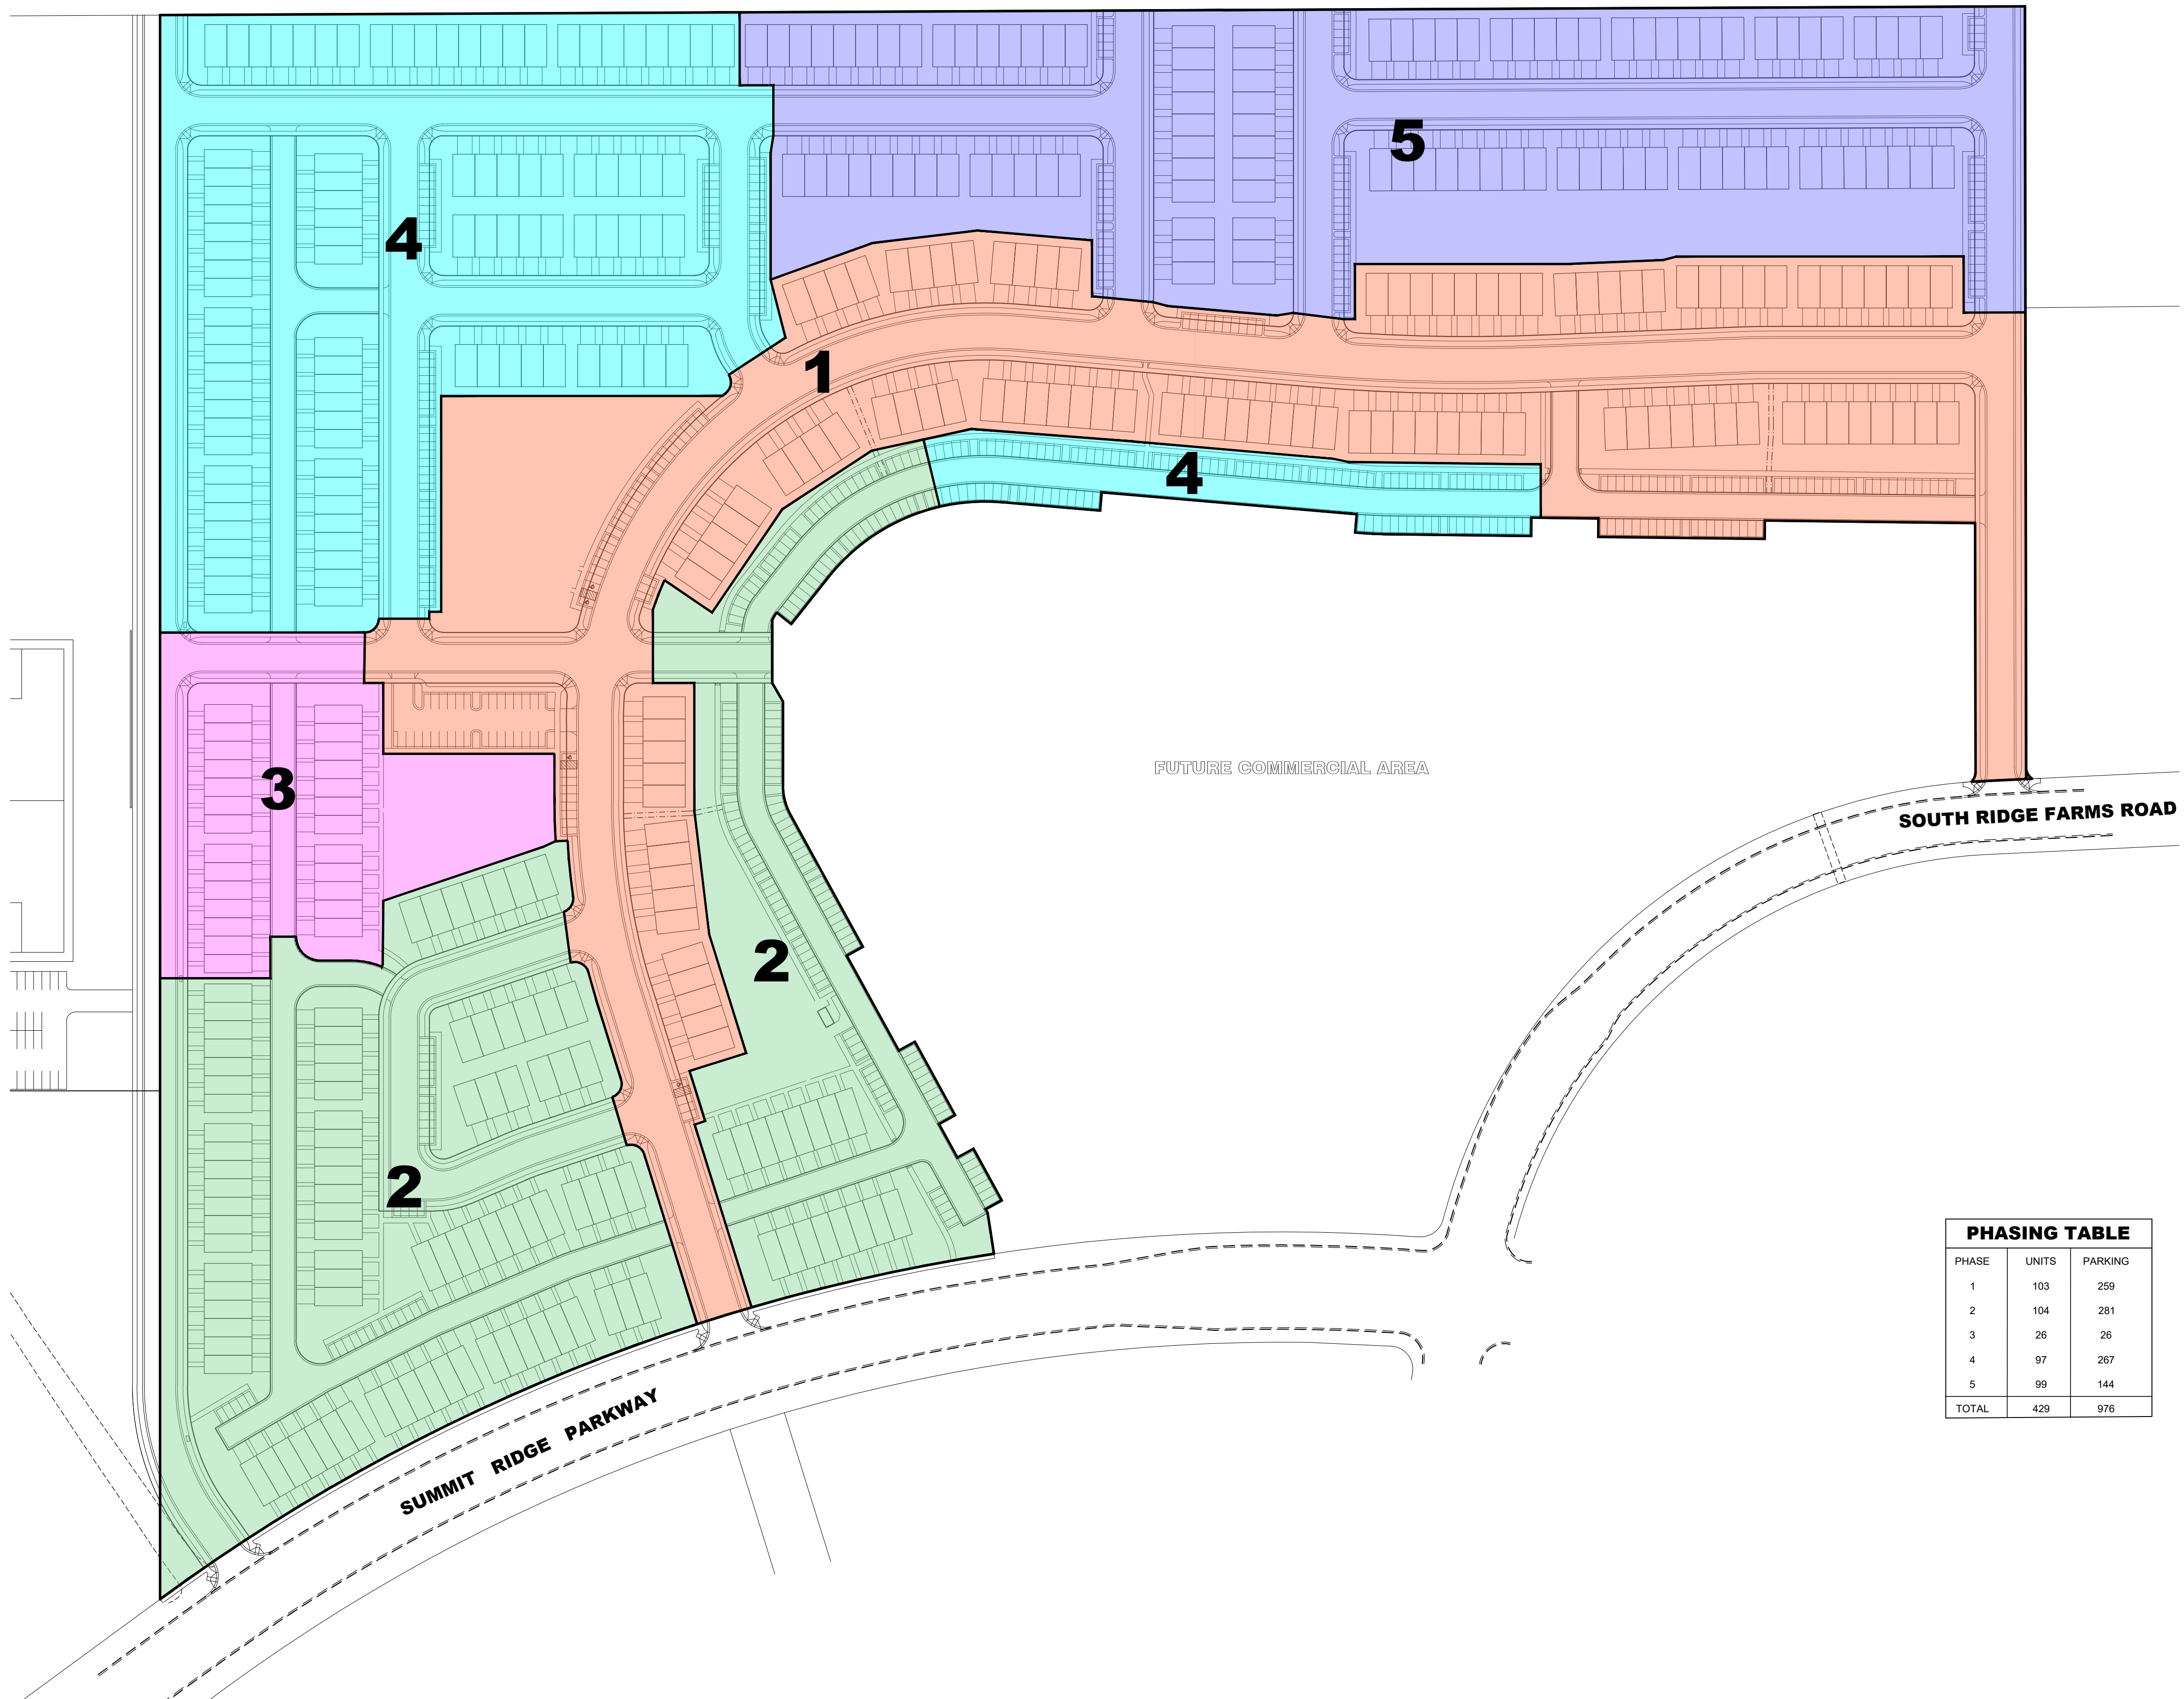 5
4
1
4
FUTURE COMMERCIAL AREA
3
SOUTH RIDGE FARMS ROAD
2
2
PHASING TABLE
PHASE UNITS PARKING
1 103 259
2 104 281
3 26 26
4 97 267
5 99 144
TOTAL 429 976
SUMMIT RIDGE PARKWAY